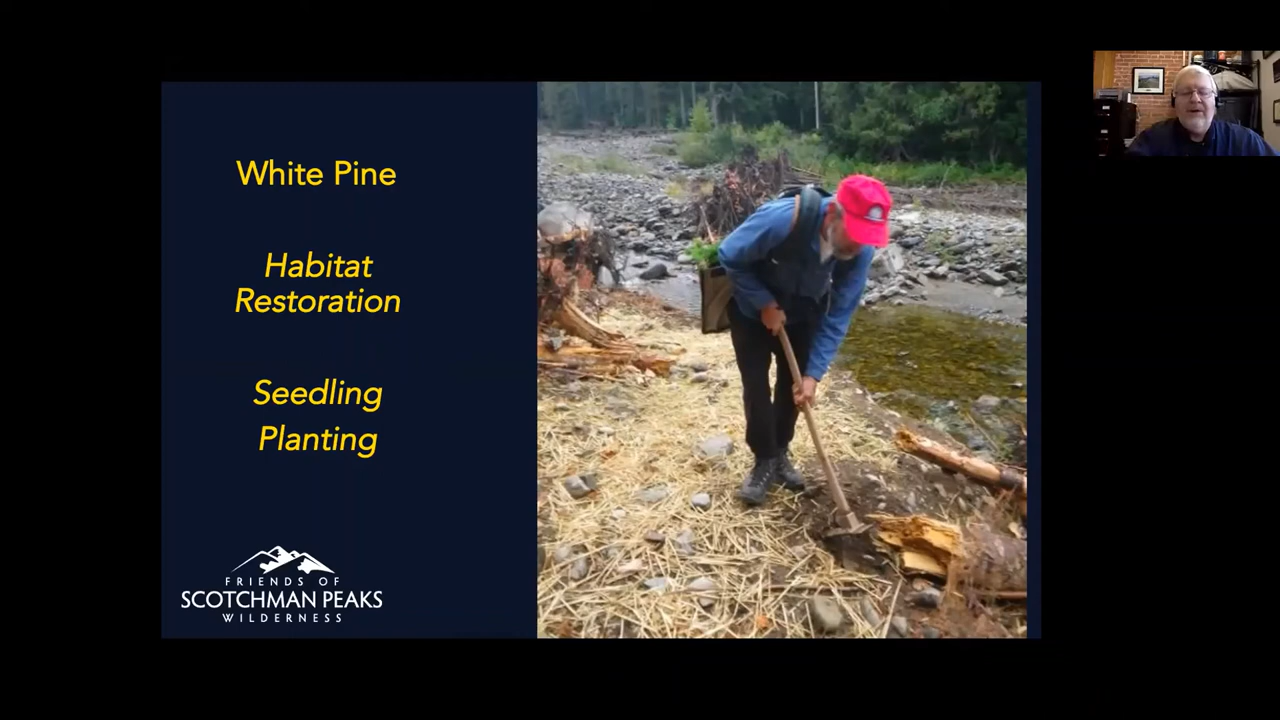 White Pine
Habitat
Restoration
Seedling
Planting
FRIENDS OF
SCOTCHMAN PEAKS
WILDERNESS